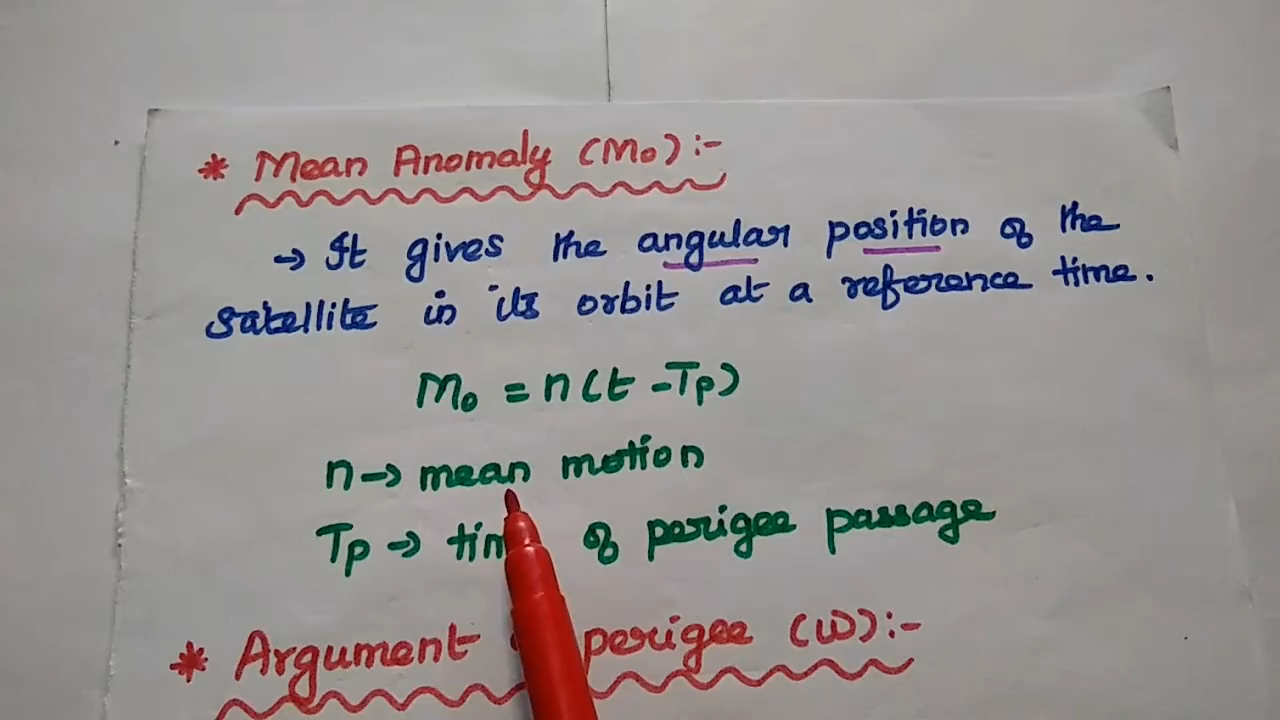 * Mean Anomaly (M₀):-
→ It gives the angular position of the
satellite in its orbit at a reference time.
M₀ = n(t - Tp)
n → mean motion
Tp → time of perigee passage
* Argument perigee (ω):-